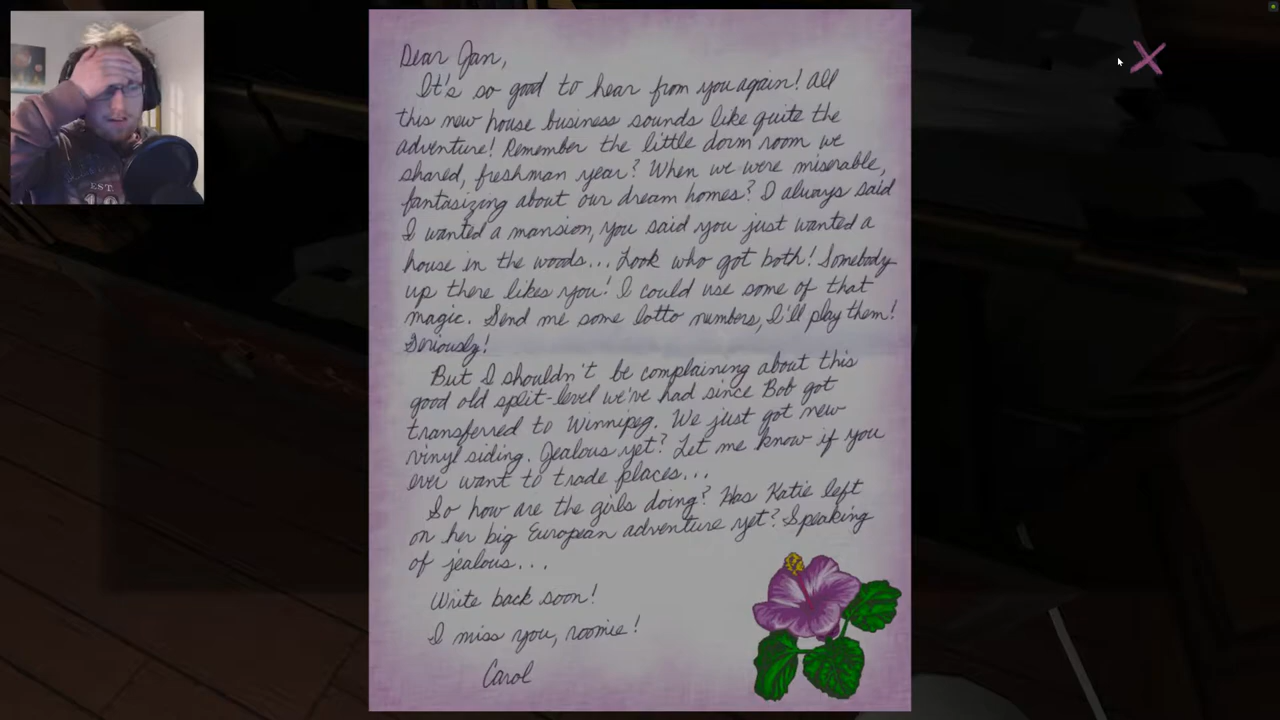 Dear Jan,
It's so good to hear from you again! All
this new house business sounds like quite the
adventure! Remember the little dorm room we
shared, freshman year? When we were miserable,
fantasizing about our dream homes? I always said
I wanted a mansion, you said you just wanted a
house in the woods... Look who got both! Somebody
up there likes you! I could use some of that
magic. Send me some lotto numbers, I'll play them!
Seriously!
But I shouldn't be complaining about this
good old split-level we've had since Bob got
transferred to Winnipeg. We just got new
vinyl siding. Jealous yet? Let me know if you
ever want to trade places...
So how are the girls doing? Has Katie left
on her big European adventure yet? Speaking
of jealous...
Write back soon!
I miss you, roomie!
Carol
EST.